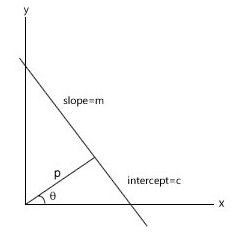 y
slope=m
p
intercept=c
θ
x